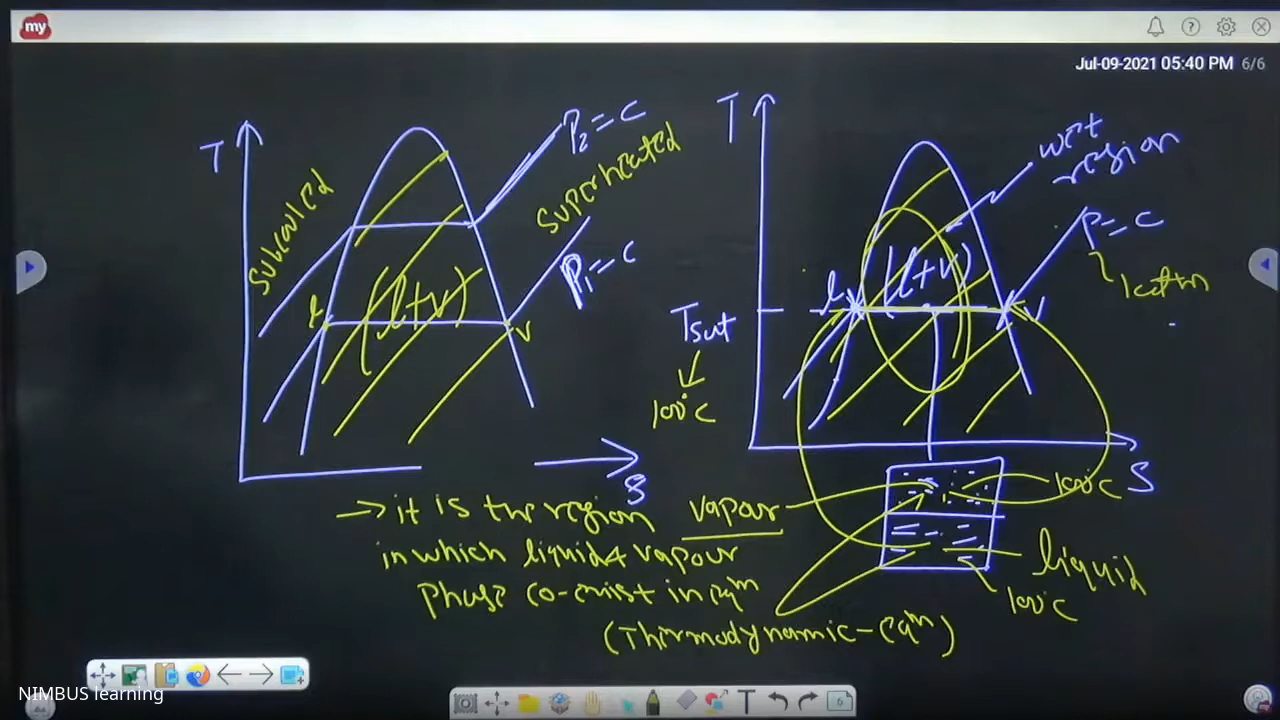 my
Jul-09-2021 05:40 PM 6/6
T
P₂ = C
Subcooled
Superheated
P₁ = C
l
(l+v)
v
S
T
wet
region
P = C
1 atm
l
(l+v)
v
Tsat
100°C
S
→ it is the region
in which liquid & vapour
phase co-exist in eqᵐ
(Thermodynamic-eqᵐ)
vapour
100°C
liquid
100°C
T
6
NIMBUS learning